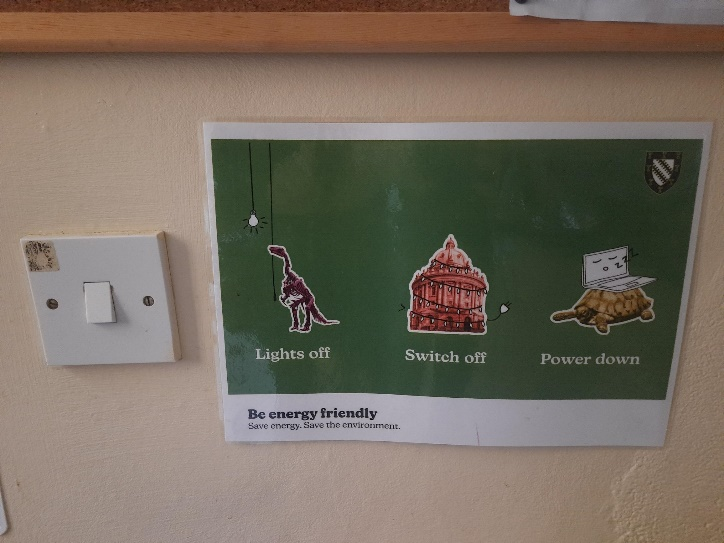 Lights off
Switch off
Power down
Be energy friendly
Save energy. Save the environment.